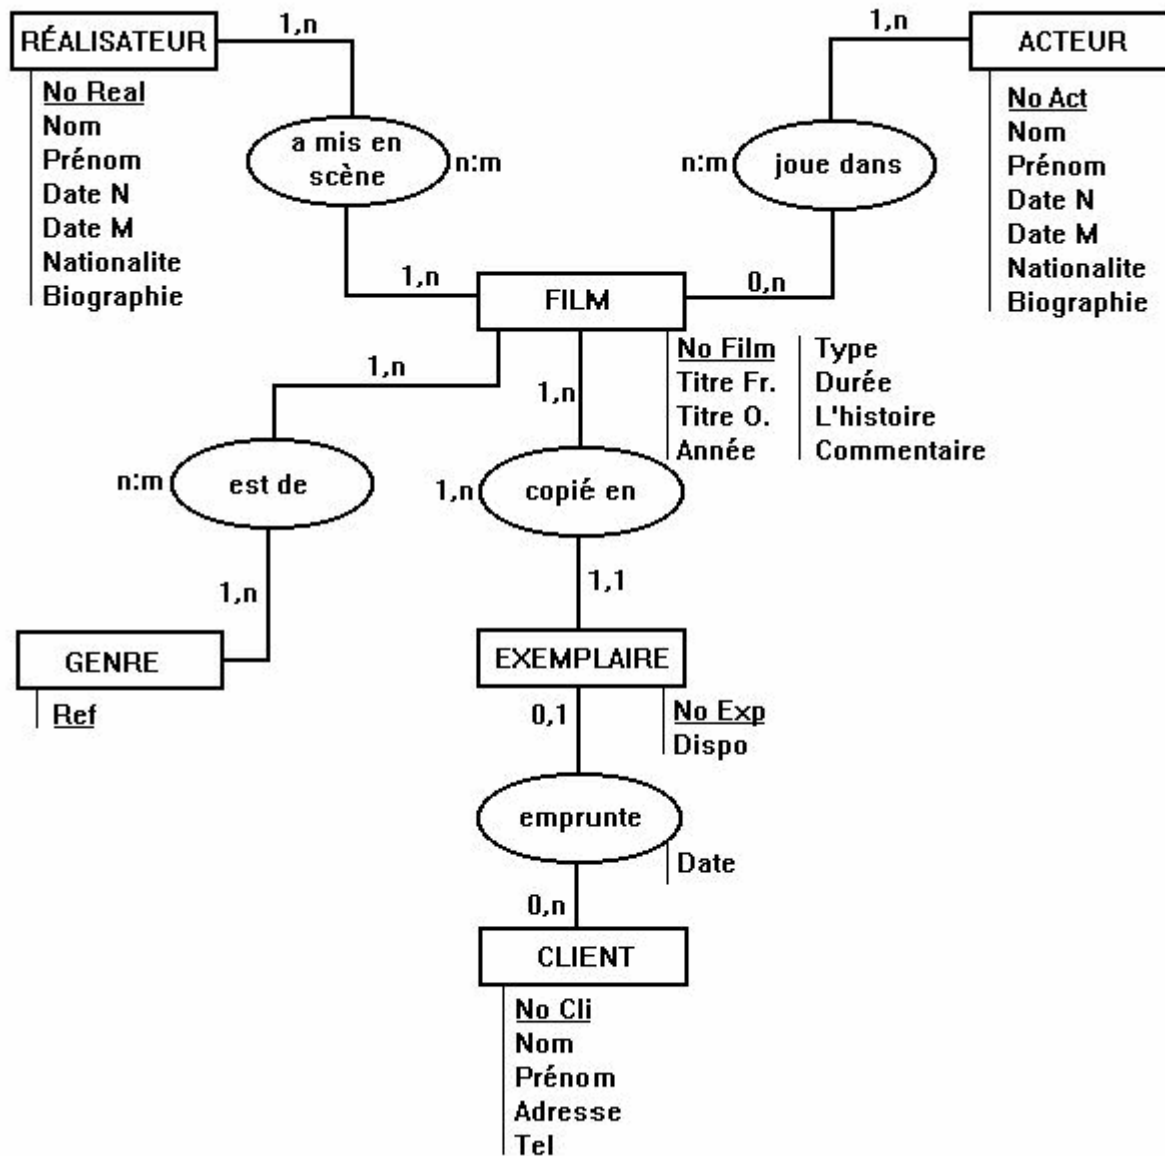 RÉALISATEUR
1,n
No Real
Nom
Prénom
Date N
Date M
Nationalite
Biographie
a mis en
scène
n:m
1,n
1,n
ACTEUR
No Act
Nom
Prénom
Date N
Date M
Nationalite
Biographie
joue dans
n:m
0,n
FILM
No Film
Titre Fr.
Titre O.
Année
Type
Durée
L'histoire
Commentaire
1,n
n:m
est de
1,n
GENRE
Ref
1,n
1,n
copié en
1,1
EXEMPLAIRE
No Exp
Dispo
0,1
emprunte
Date
0,n
CLIENT
No Cli
Nom
Prénom
Adresse
Tel